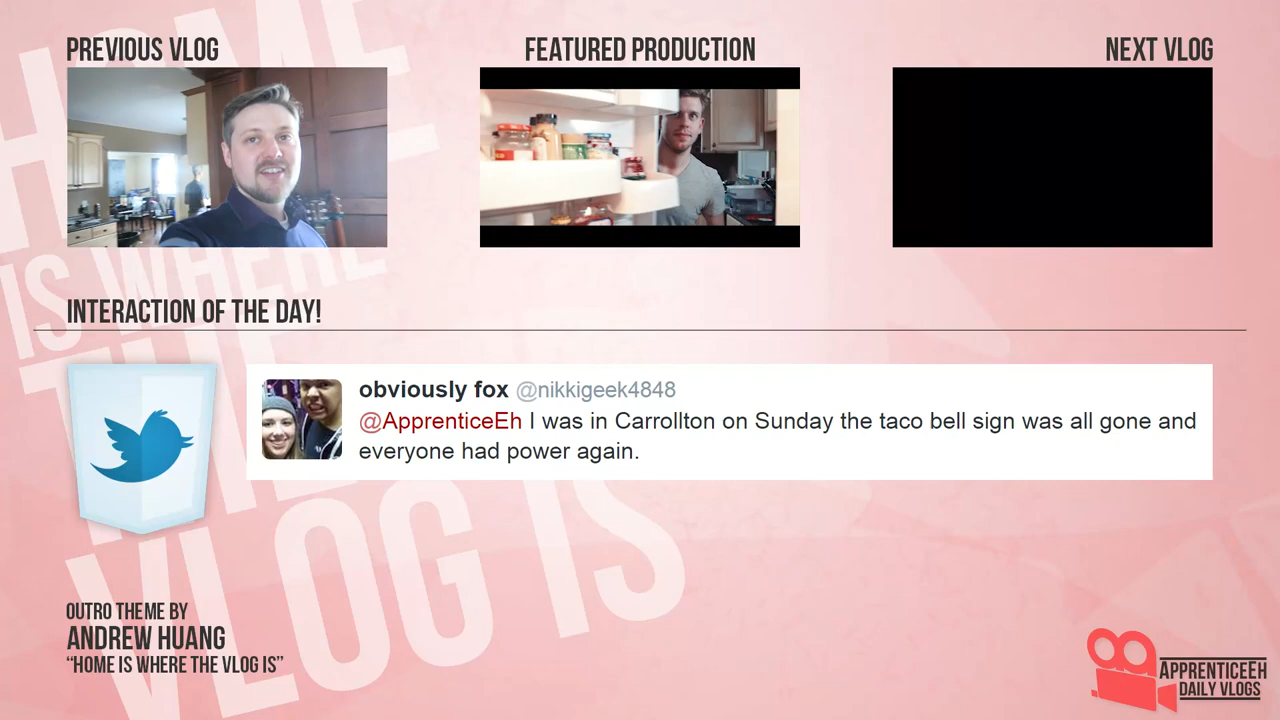 PREVIOUS VLOG
FEATURED PRODUCTION
NEXT VLOG
HOME
IS WHERE
THE
VLOG IS
INTERACTION OF THE DAY!
obviously fox @nikkigeek4848
@ApprenticeEh I was in Carrollton on Sunday the taco bell sign was all gone and
everyone had power again.
OUTRO THEME BY
ANDREW HUANG
“HOME IS WHERE THE VLOG IS”
APPRENTICEEH
DAILY VLOGS